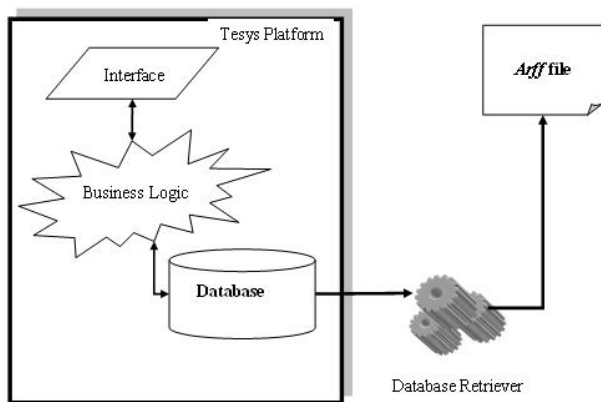 Tesys Platform
Interface
Arff file
Business Logic
Database
Database Retriever